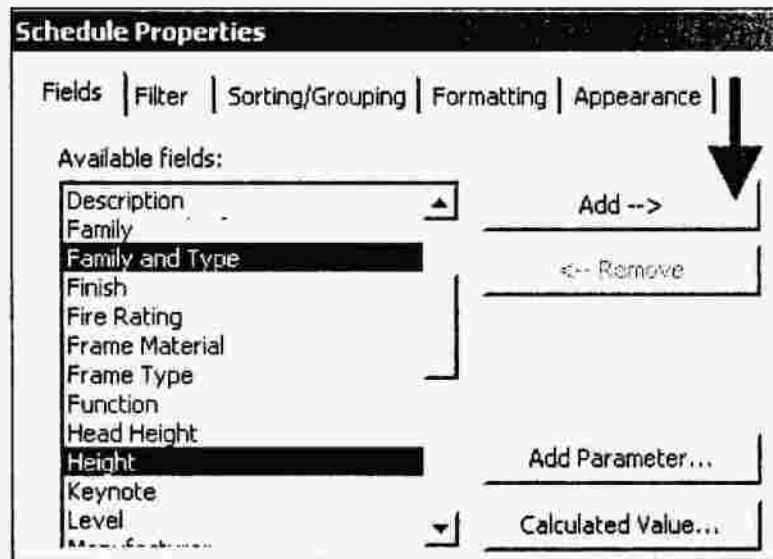 Schedule Properties
Fields Filter Sorting/Grouping Formatting Appearance
Available fields:
Description
Family
Family and Type
Finish
Fire Rating
Frame Material
Frame Type
Function
Head Height
Height
Keynote
Level
Add -->
<-- Remove
Add Parameter...
Calculated Value...